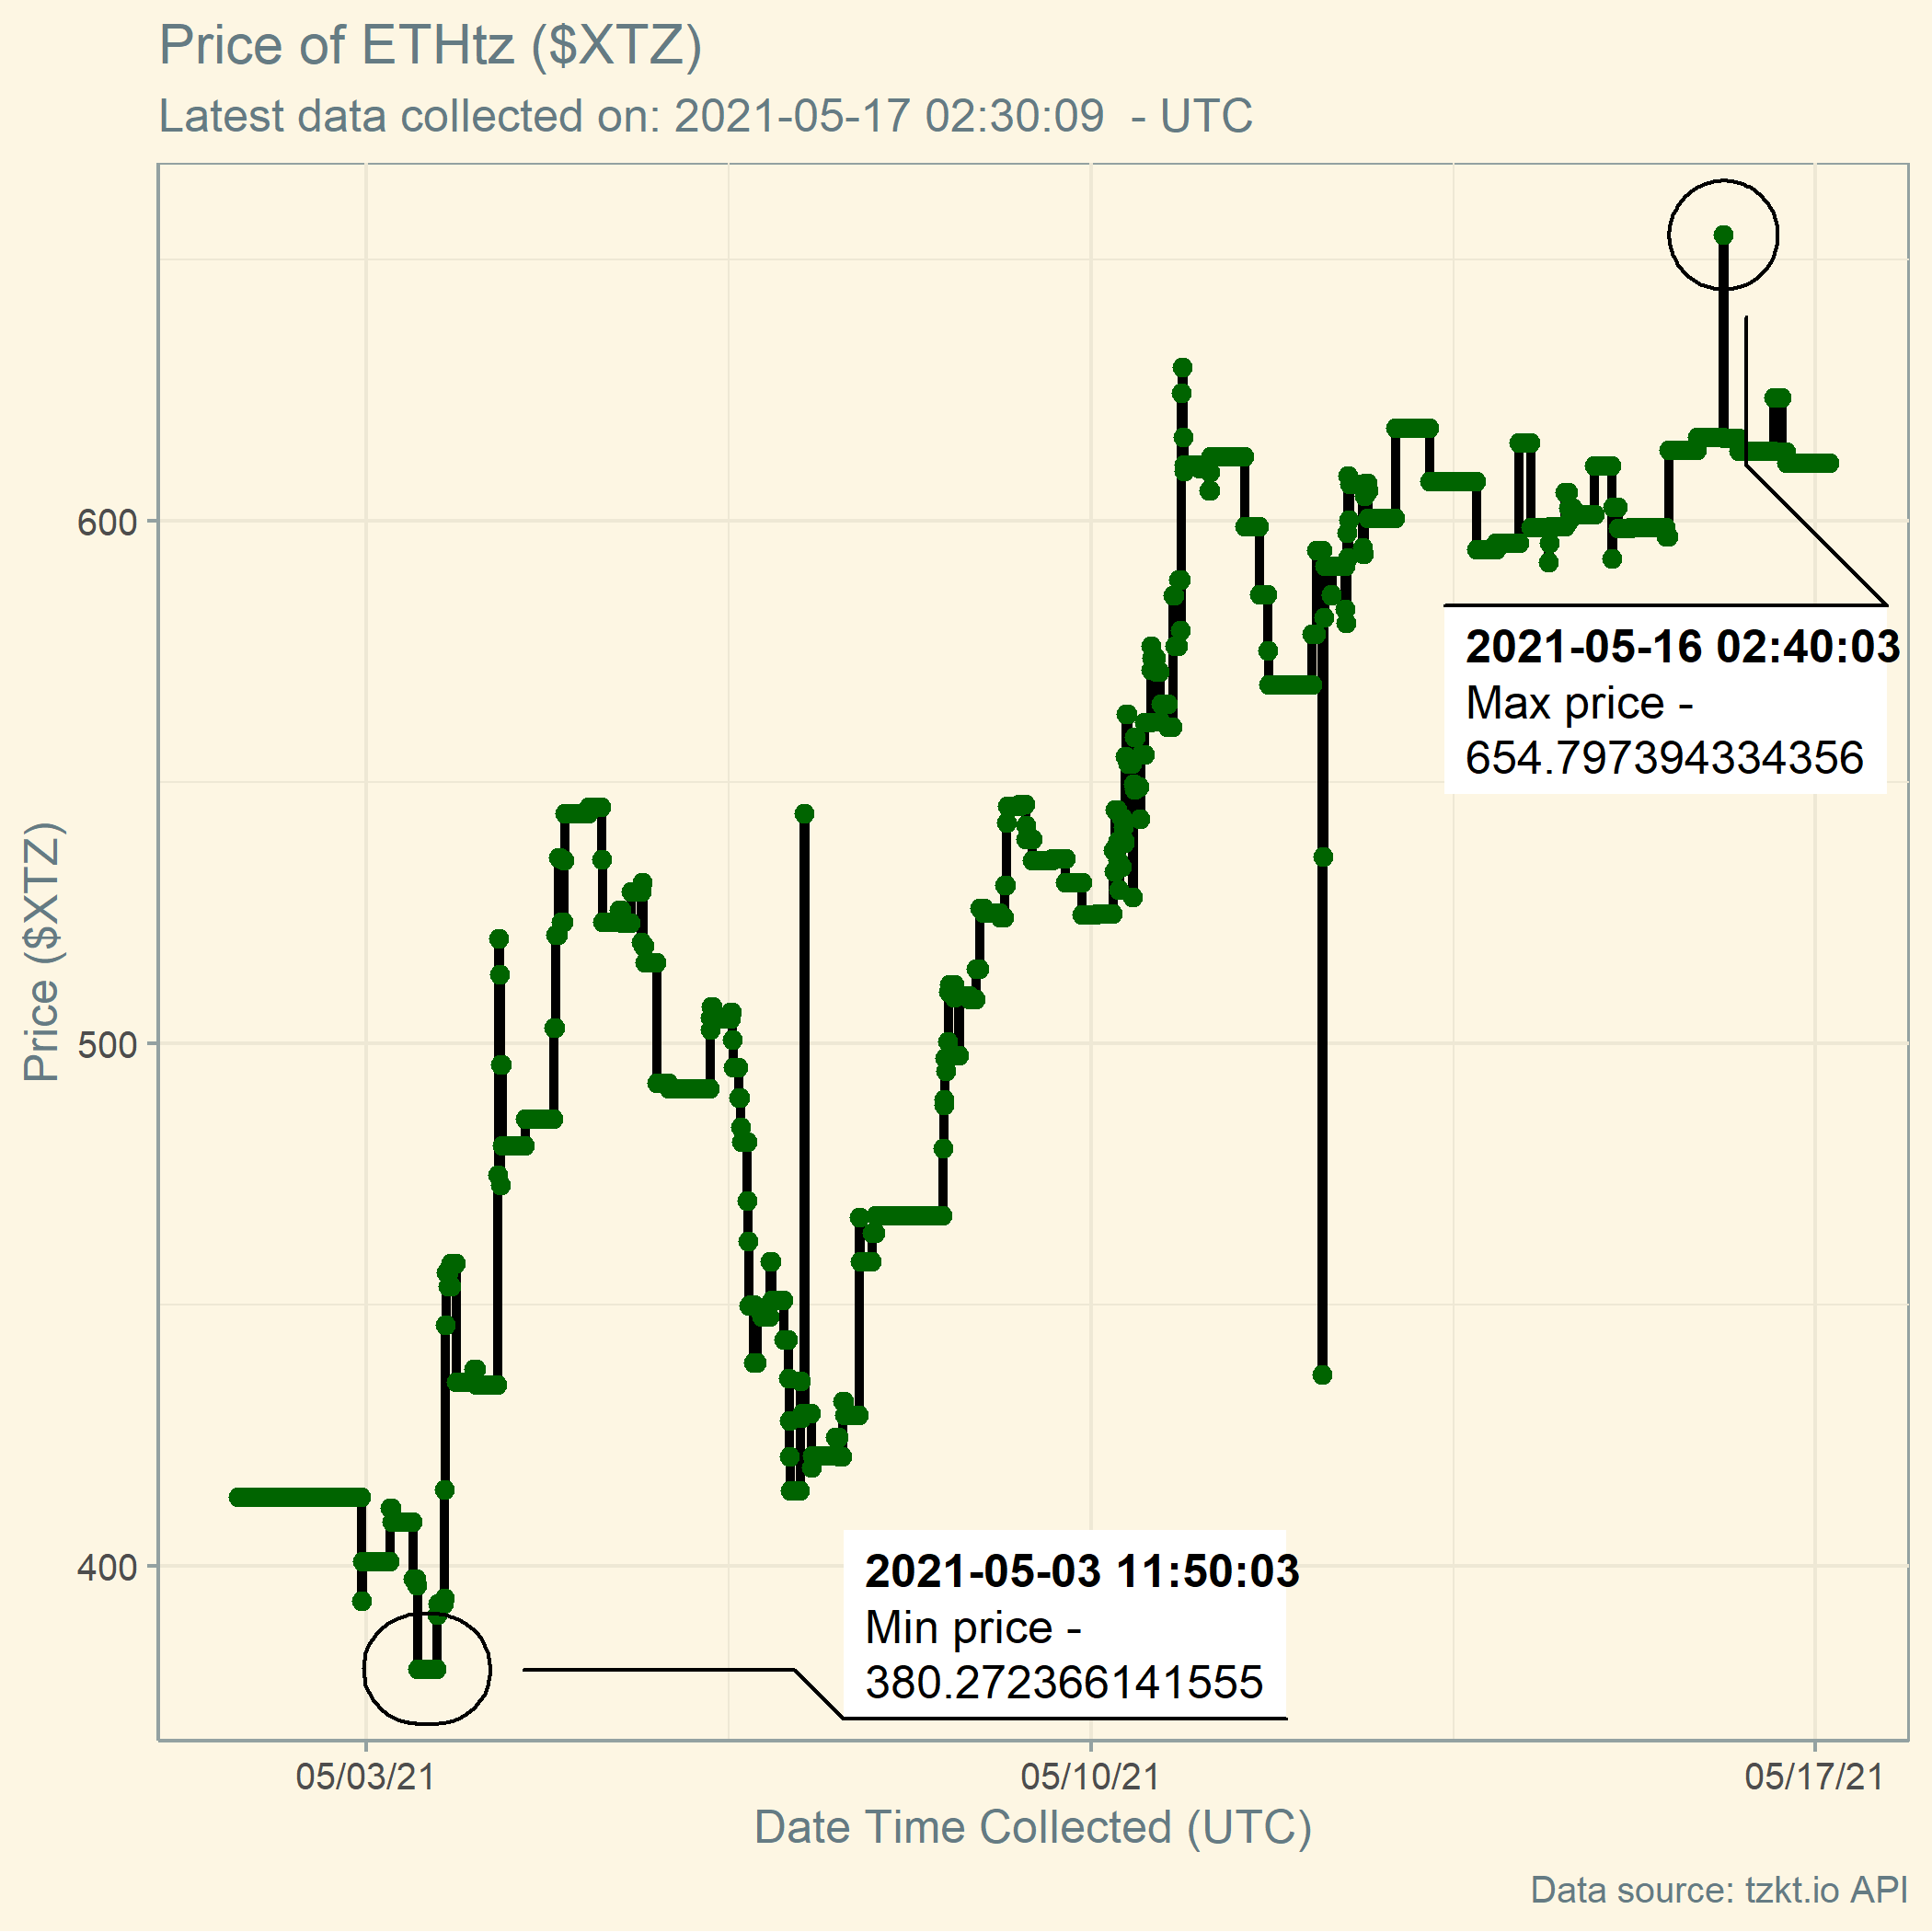 Price of ETHtz ($XTZ)
Latest data collected on: 2021-05-17 02:30:09  - UTC
Price ($XTZ)
600
500
400
2021-05-16 02:40:03
Max price -
654.797394334356
2021-05-03 11:50:03
Min price -
380.272366141555
05/03/21
05/10/21
05/17/21
Date Time Collected (UTC)
Data source: tzkt.io API